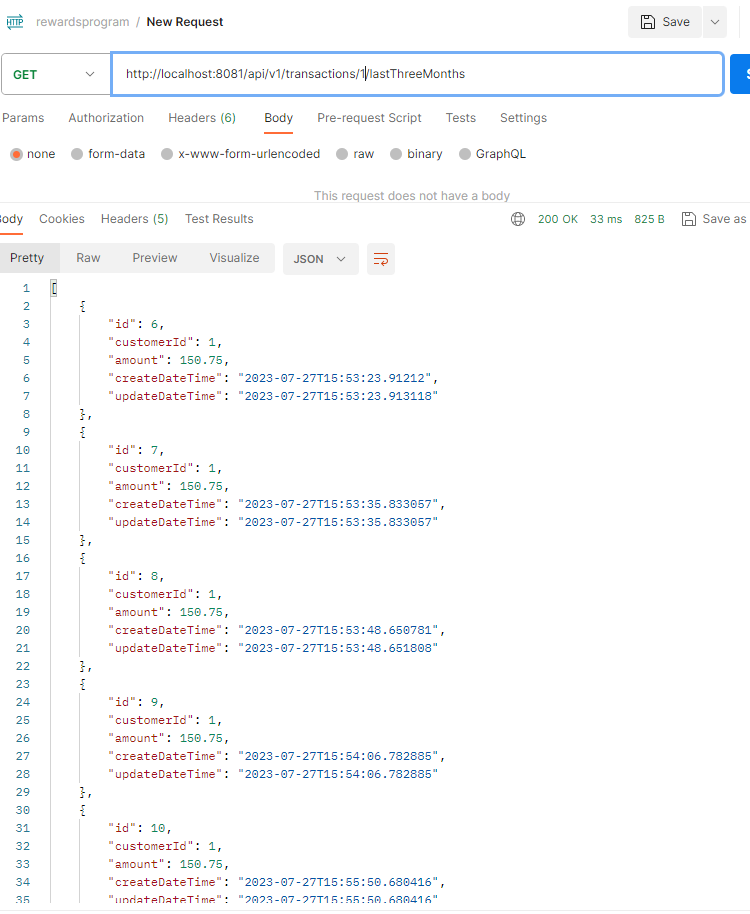 HTTP rewardsprogram / New Request Save
GET http://localhost:8081/api/v1/transactions/1/lastThreeMonths S
Params Authorization Headers (6) Body Pre-request Script Tests Settings
none form-data x-www-form-urlencoded raw binary GraphQL
This request does not have a body
Body Cookies Headers (5) Test Results 200 OK 33 ms 825 B Save as
Pretty Raw Preview Visualize JSON
1 [
2 {
3 "id": 6,
4 "customerId": 1,
5 "amount": 150.75,
6 "createDateTime": "2023-07-27T15:53:23.91212",
7 "updateDateTime": "2023-07-27T15:53:23.913118"
8 },
9 {
10 "id": 7,
11 "customerId": 1,
12 "amount": 150.75,
13 "createDateTime": "2023-07-27T15:53:35.833057",
14 "updateDateTime": "2023-07-27T15:53:35.833057"
15 },
16 {
17 "id": 8,
18 "customerId": 1,
19 "amount": 150.75,
20 "createDateTime": "2023-07-27T15:53:48.650781",
21 "updateDateTime": "2023-07-27T15:53:48.651808"
22 },
23 {
24 "id": 9,
25 "customerId": 1,
26 "amount": 150.75,
27 "createDateTime": "2023-07-27T15:54:06.782885",
28 "updateDateTime": "2023-07-27T15:54:06.782885"
29 },
30 {
31 "id": 10,
32 "customerId": 1,
33 "amount": 150.75,
34 "createDateTime": "2023-07-27T15:55:50.680416",
35 "updateDateTime": "2023-07-27T15:55:50.680416"